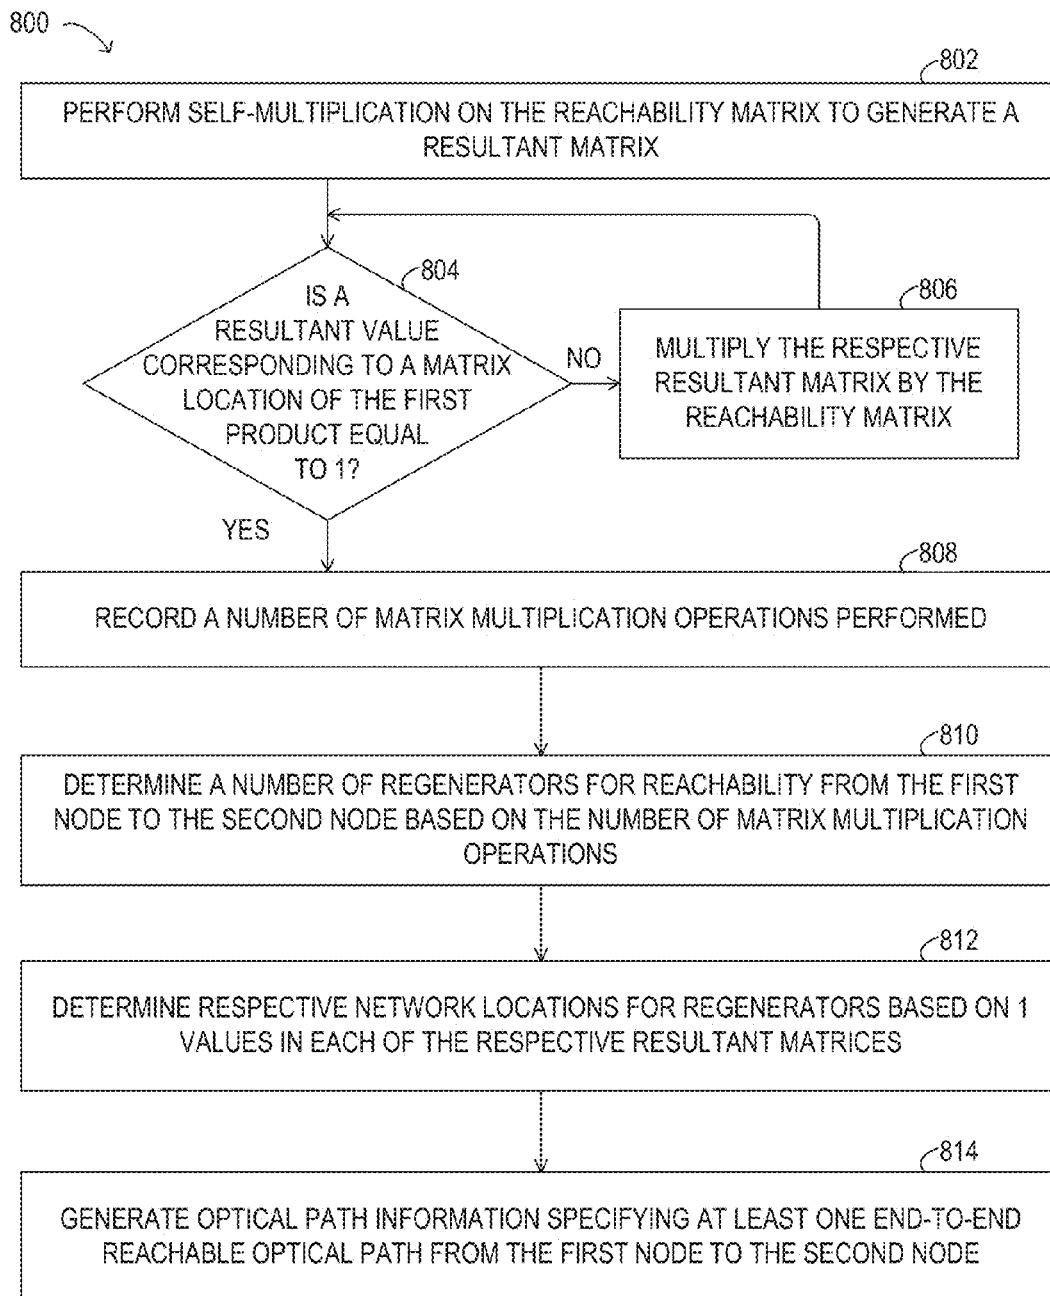 800
802
PERFORM SELF-MULTIPLICATION ON THE REACHABILITY MATRIX TO GENERATE A
RESULTANT MATRIX
804
IS A
RESULTANT VALUE
CORRESPONDING TO A MATRIX
LOCATION OF THE FIRST
PRODUCT EQUAL
TO 1?
NO
806
MULTIPLY THE RESPECTIVE
RESULTANT MATRIX BY THE
REACHABILITY MATRIX
YES
808
RECORD A NUMBER OF MATRIX MULTIPLICATION OPERATIONS PERFORMED
810
DETERMINE A NUMBER OF REGENERATORS FOR REACHABILITY FROM THE FIRST
NODE TO THE SECOND NODE BASED ON THE NUMBER OF MATRIX MULTIPLICATION
OPERATIONS
812
DETERMINE RESPECTIVE NETWORK LOCATIONS FOR REGENERATORS BASED ON 1
VALUES IN EACH OF THE RESPECTIVE RESULTANT MATRICES
814
GENERATE OPTICAL PATH INFORMATION SPECIFYING AT LEAST ONE END-TO-END
REACHABLE OPTICAL PATH FROM THE FIRST NODE TO THE SECOND NODE